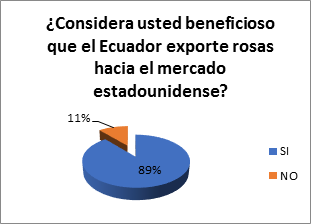 ¿Considera usted beneficioso
que el Ecuador exporte rosas
hacia el mercado
estadounidense?
11%
89%
SI
NO